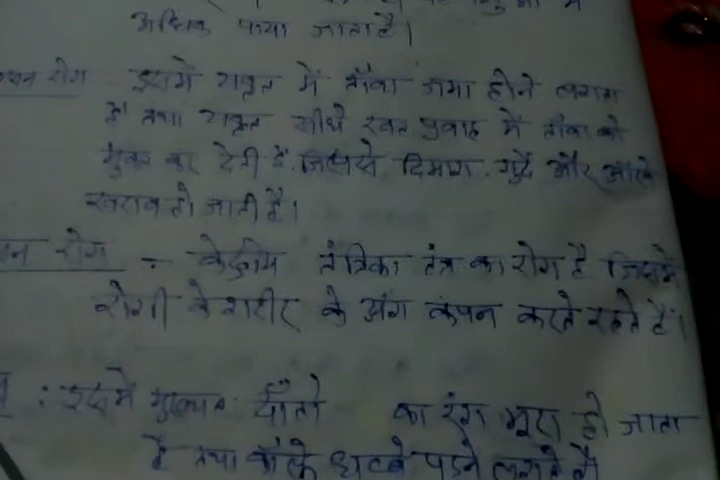 अधिक पाया जाता है।
रोग इसमें यकृत में ताँबा जमा होने लगता
है तथा यकृत सीधे रक्त प्रवाह में ताँबा को
मुक्त कर देती है, जिससे दिमाग, गुर्दे और आँखे
खराब हो जाती है।
रोग :- केन्द्रीय तंत्रिका तंत्र का रोग है जिसमें
रोगी के शरीर के अंग कंपन करते रहते हैं।
: इसमें मुख्यतः दाँतो का रंग भूरा हो जाता
है तथा काले धब्बे पड़ने लगते हैं